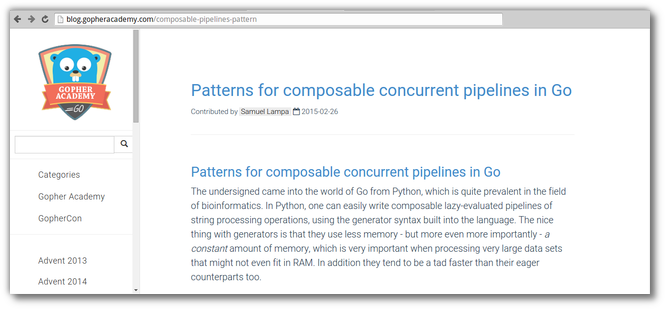 blog.gopheracademy.com/composable-pipelines-pattern
GOPHER
ACADEMY
GO
Categories
Gopher Academy
GopherCon
Advent 2013
Advent 2014
Patterns for composable concurrent pipelines in Go
Contributed by Samuel Lampa 2015-02-26
Patterns for composable concurrent pipelines in Go
The undersigned came into the world of Go from Python, which is quite prevalent in the field
of bioinformatics. In Python, one can easily write composable lazy-evaluated pipelines of
string processing operations, using the generator syntax built into the language. The nice
thing with generators is that they use less memory - but more even more importantly - a
constant amount of memory, which is very important when processing very large data sets
that might not even fit in RAM. In addition they tend to be a tad faster than their eager
counterparts too.